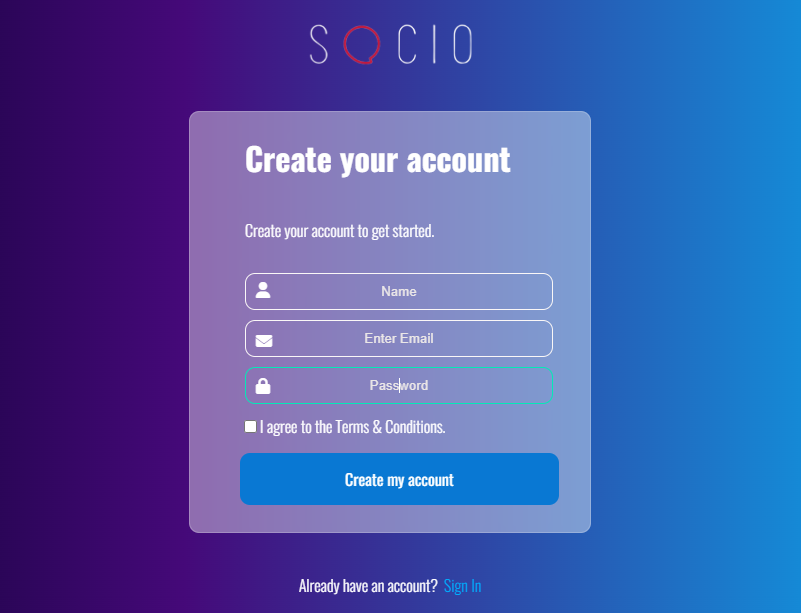 SOCIO
Create your account
Create your account to get started.
Name
Enter Email
Password
I agree to the Terms & Conditions.
Create my account
Already have an account? Sign In